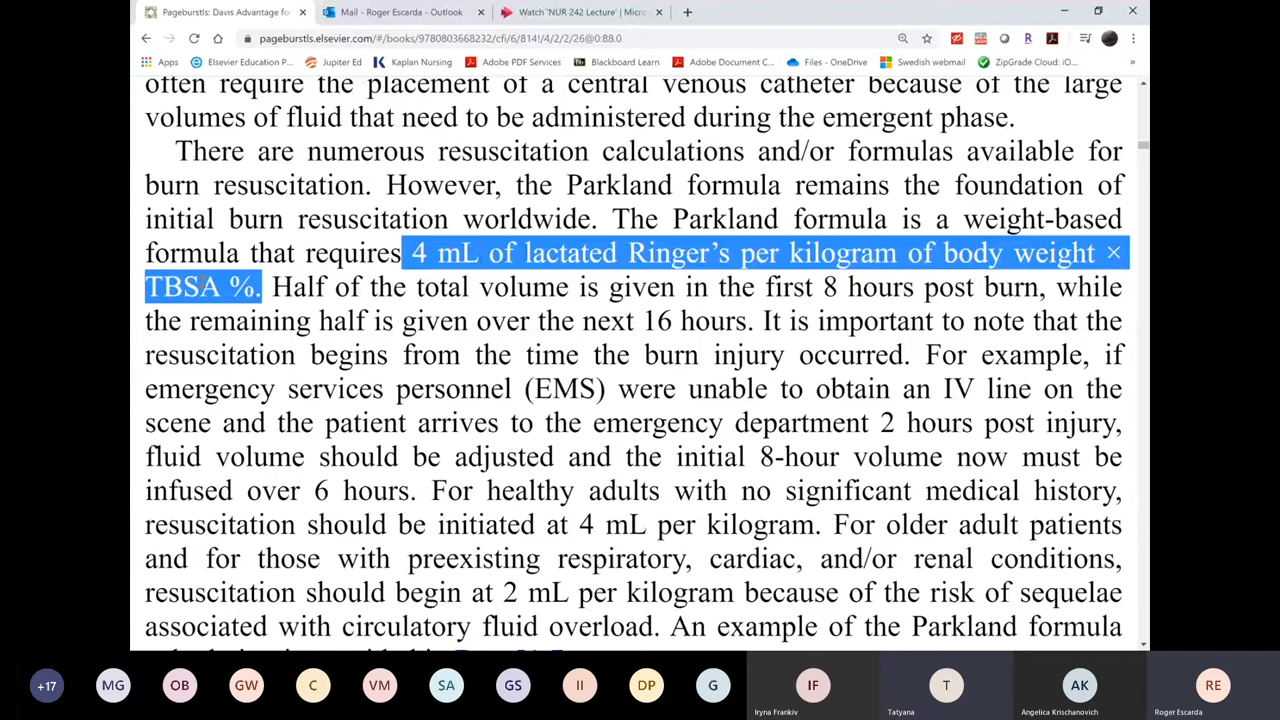 Pageburstls: Davis Advantage for
Mail - Roger Escarda - Outlook
Watch 'NUR 242 Lecture' | Micro
pageburstls.elsevier.com/#/books/9780803668232/cfi/6/814!/4/2/2/26@0:88.0
Apps
Elsevier Education P...
Jupiter Ed
Kaplan Nursing
Adobe PDF Services
Blackboard Learn
Adobe Document C...
Files - OneDrive
Swedish webmail
ZipGrade Cloud: iO...
often require the placement of a central venous catheter because of the large
volumes of fluid that need to be administered during the emergent phase.
There are numerous resuscitation calculations and/or formulas available for
burn resuscitation. However, the Parkland formula remains the foundation of
initial burn resuscitation worldwide. The Parkland formula is a weight-based
formula that requires 4 mL of lactated Ringer's per kilogram of body weight ×
TBSA %. Half of the total volume is given in the first 8 hours post burn, while
the remaining half is given over the next 16 hours. It is important to note that the
resuscitation begins from the time the burn injury occurred. For example, if
emergency services personnel (EMS) were unable to obtain an IV line on the
scene and the patient arrives to the emergency department 2 hours post injury,
fluid volume should be adjusted and the initial 8-hour volume now must be
infused over 6 hours. For healthy adults with no significant medical history,
resuscitation should be initiated at 4 mL per kilogram. For older adult patients
and for those with preexisting respiratory, cardiac, and/or renal conditions,
resuscitation should begin at 2 mL per kilogram because of the risk of sequelae
associated with circulatory fluid overload. An example of the Parkland formula
+17
MG
OB
GW
C
VM
SA
GS
II
DP
G
IF
T
AK
RE
Iryna Frankiv
Tatyana
Angelica Krischanovich
Roger Escarda